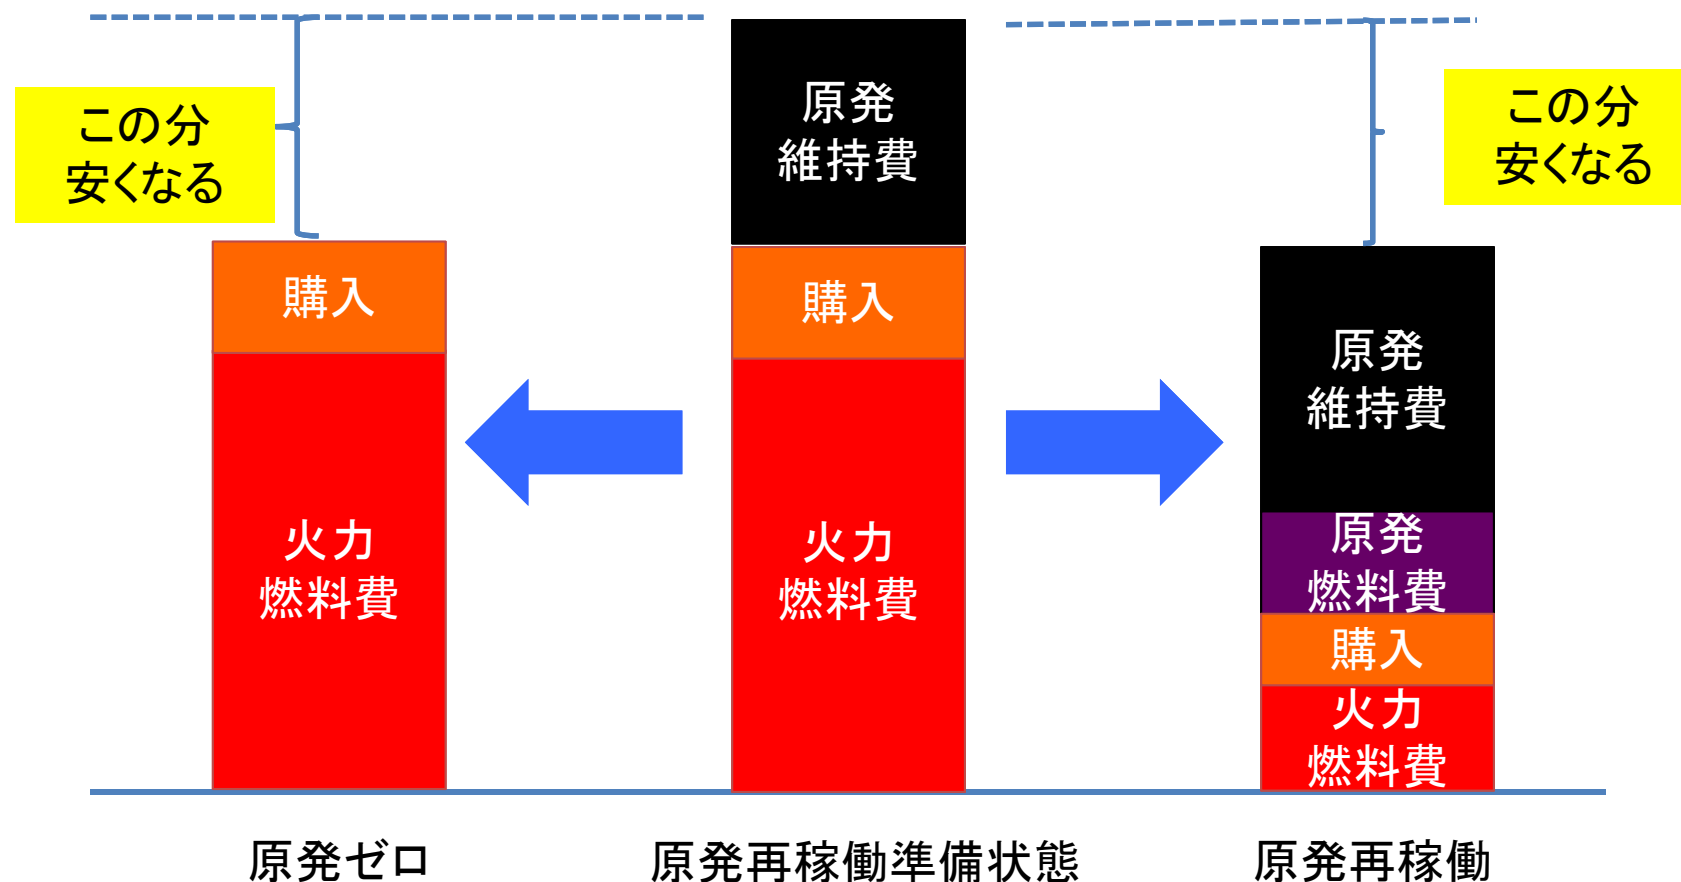 この分
安くなる
購入
火力
燃料費
原発ゼロ
原発
維持費
購入
火力
燃料費
原発再稼働準備状態
この分
安くなる
原発
維持費
原発
燃料費
購入
火力
燃料費
原発再稼働